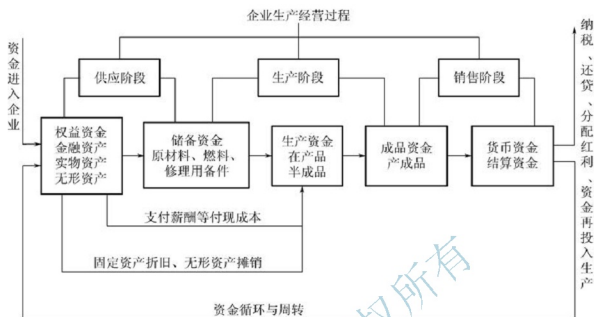 企业生产经营过程
资金进入企业
供应阶段
生产阶段
销售阶段
权益资金
金融资产
实物资产
无形资产
储备资金
原材料、燃料、
修理用备件
生产资金
在产品
半成品
成品资金
产成品
货币资金
结算资金
纳税、还贷、分配红利、资金再投入生产
支付薪酬等付现成本
固定资产折旧、无形资产摊销
资金循环与周转
权所有